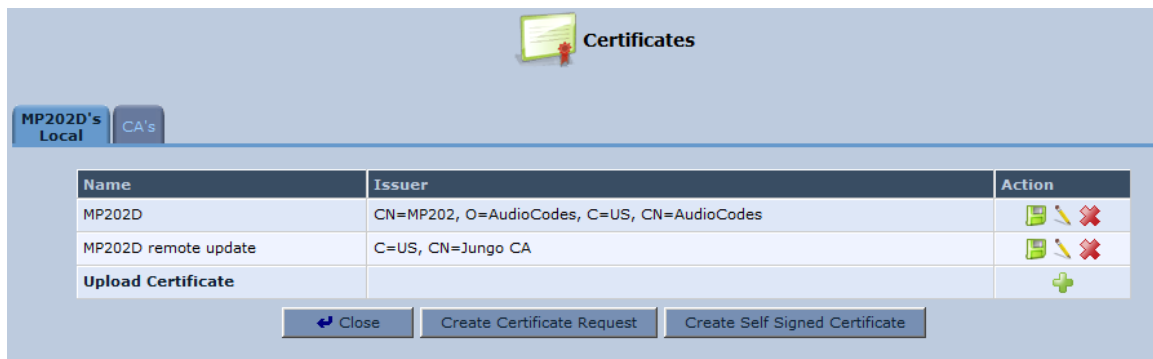 Certificates
MP202D's
Local
CA's
Name Issuer Action
MP202D CN=MP202, O=AudioCodes, C=US, CN=AudioCodes
MP202D remote update C=US, CN=Jungo CA
Upload Certificate
Close Create Certificate Request Create Self Signed Certificate